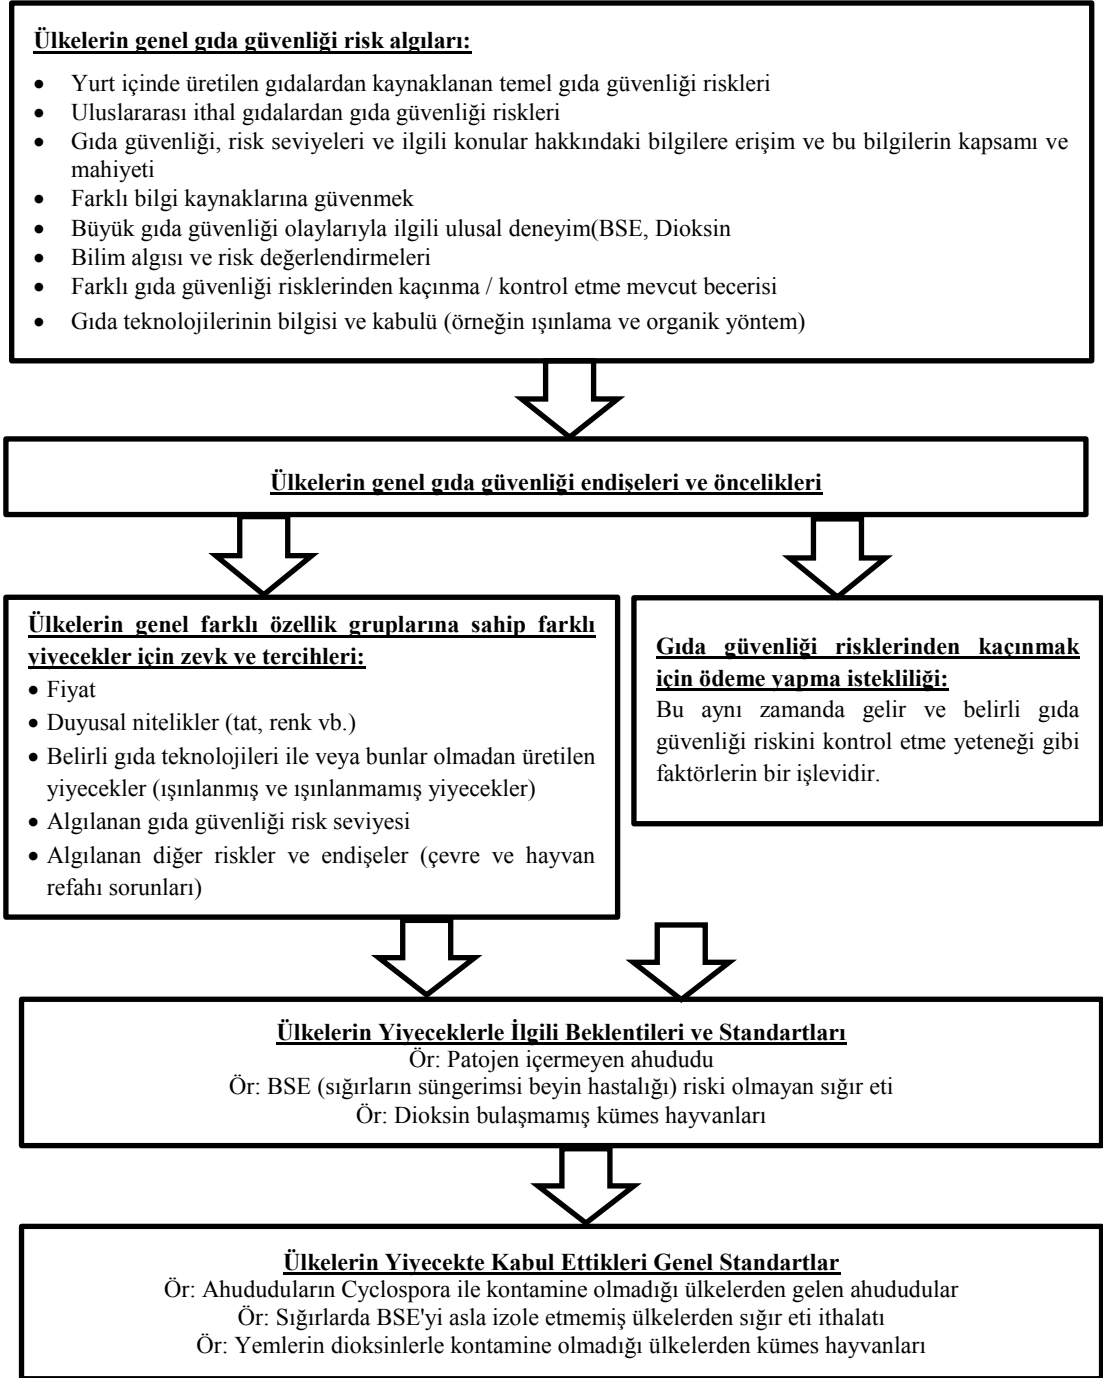 Ülkelerin genel gıda güvenliği risk algıları:
• Yurt içinde üretilen gıdalardan kaynaklanan temel gıda güvenliği riskleri
• Uluslararası ithal gıdalardan gıda güvenliği riskleri
• Gıda güvenliği, risk seviyeleri ve ilgili konular hakkındaki bilgilere erişim ve bu bilgilerin kapsamı ve
mahiyeti
• Farklı bilgi kaynaklarına güvenmek
• Büyük gıda güvenliği olaylarıyla ilgili ulusal deneyim(BSE, Dioksin
• Bilim algısı ve risk değerlendirmeleri
• Farklı gıda güvenliği risklerinden kaçınma / kontrol etme mevcut becerisi
• Gıda teknolojilerinin bilgisi ve kabulü (örneğin ışınlama ve organik yöntem)
Ülkelerin genel gıda güvenliği endişeleri ve öncelikleri
Ülkelerin genel farklı özellik gruplarına sahip farklı
yiyecekler için zevk ve tercihleri:
• Fiyat
• Duyusal nitelikler (tat, renk vb.)
• Belirli gıda teknolojileri ile veya bunlar olmadan üretilen
yiyecekler (ışınlanmış ve ışınlanmamış yiyecekler)
• Algılanan gıda güvenliği risk seviyesi
• Algılanan diğer riskler ve endişeler (çevre ve hayvan
refahı sorunları)
Gıda güvenliği risklerinden kaçınmak
için ödeme yapma istekliliği:
Bu aynı zamanda gelir ve belirli gıda
güvenliği riskini kontrol etme yeteneği gibi
faktörlerin bir işlevidir.
Ülkelerin Yiyeceklerle İlgili Beklentileri ve Standartları
Ör: Patojen içermeyen ahududu
Ör: BSE (sığırların süngerimsi beyin hastalığı) riski olmayan sığır eti
Ör: Dioksin bulaşmamış kümes hayvanları
Ülkelerin Yiyecekte Kabul Ettikleri Genel Standartlar
Ör: Ahududuların Cyclospora ile kontamine olmadığı ülkelerden gelen ahududular
Ör: Sığırlarda BSE'yi asla izole etmemiş ülkelerden sığır eti ithalatı
Ör: Yemlerin dioksinlerle kontamine olmadığı ülkelerden kümes hayvanları